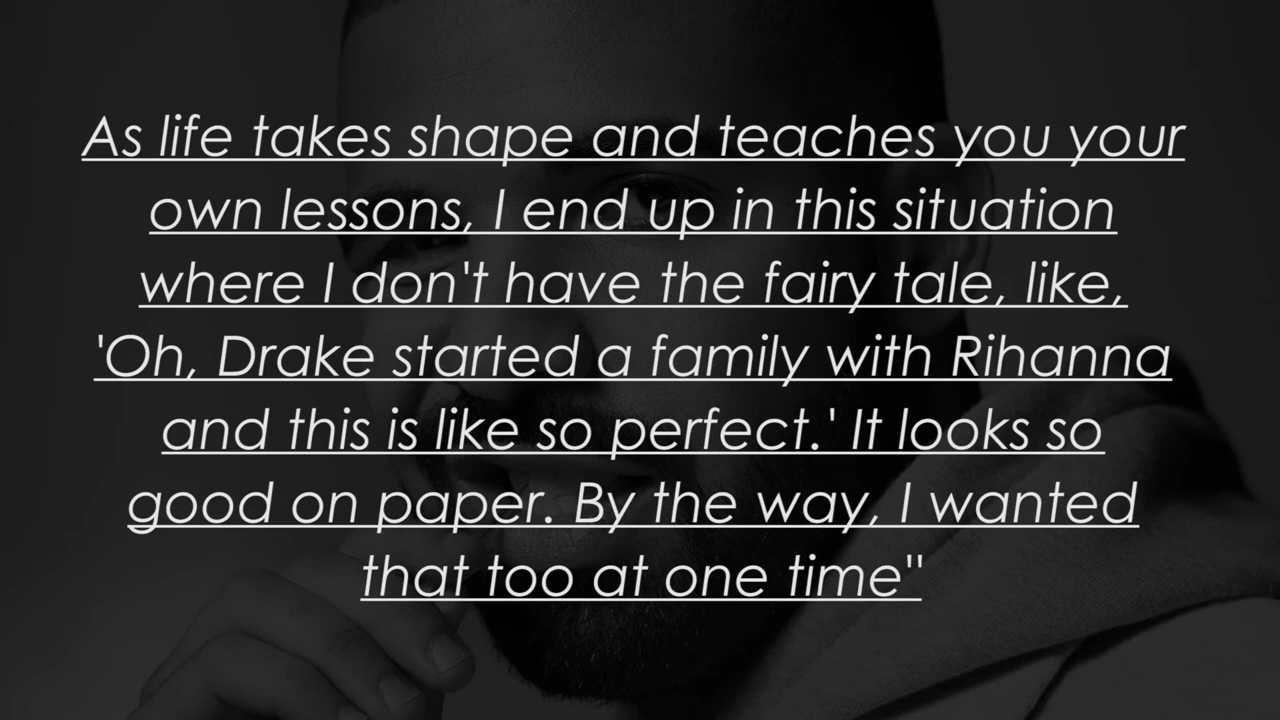 As life takes shape and teaches you your
own lessons, I end up in this situation
where I don't have the fairy tale, like,
'Oh, Drake started a family with Rihanna
and this is like so perfect.' It looks so
good on paper. By the way, I wanted
that too at one time"